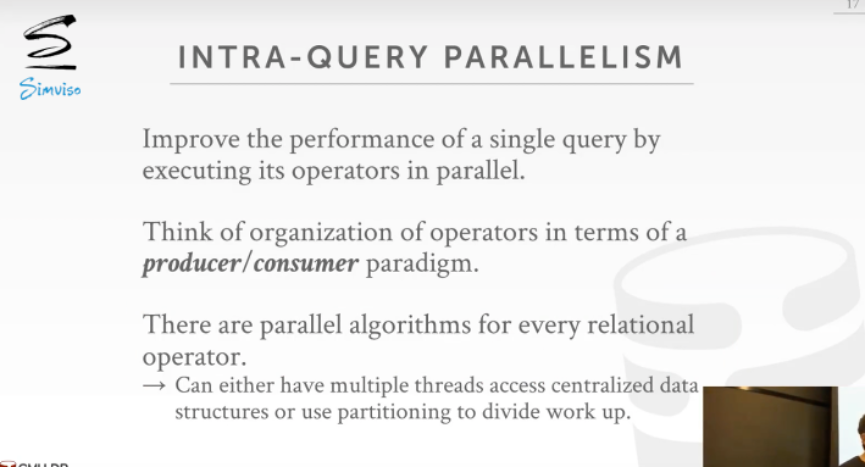 17
Simviso
INTRA-QUERY PARALLELISM
Improve the performance of a single query by
executing its operators in parallel.
Think of organization of operators in terms of a
producer/consumer paradigm.
There are parallel algorithms for every relational
operator.
→ Can either have multiple threads access centralized data
structures or use partitioning to divide work up.